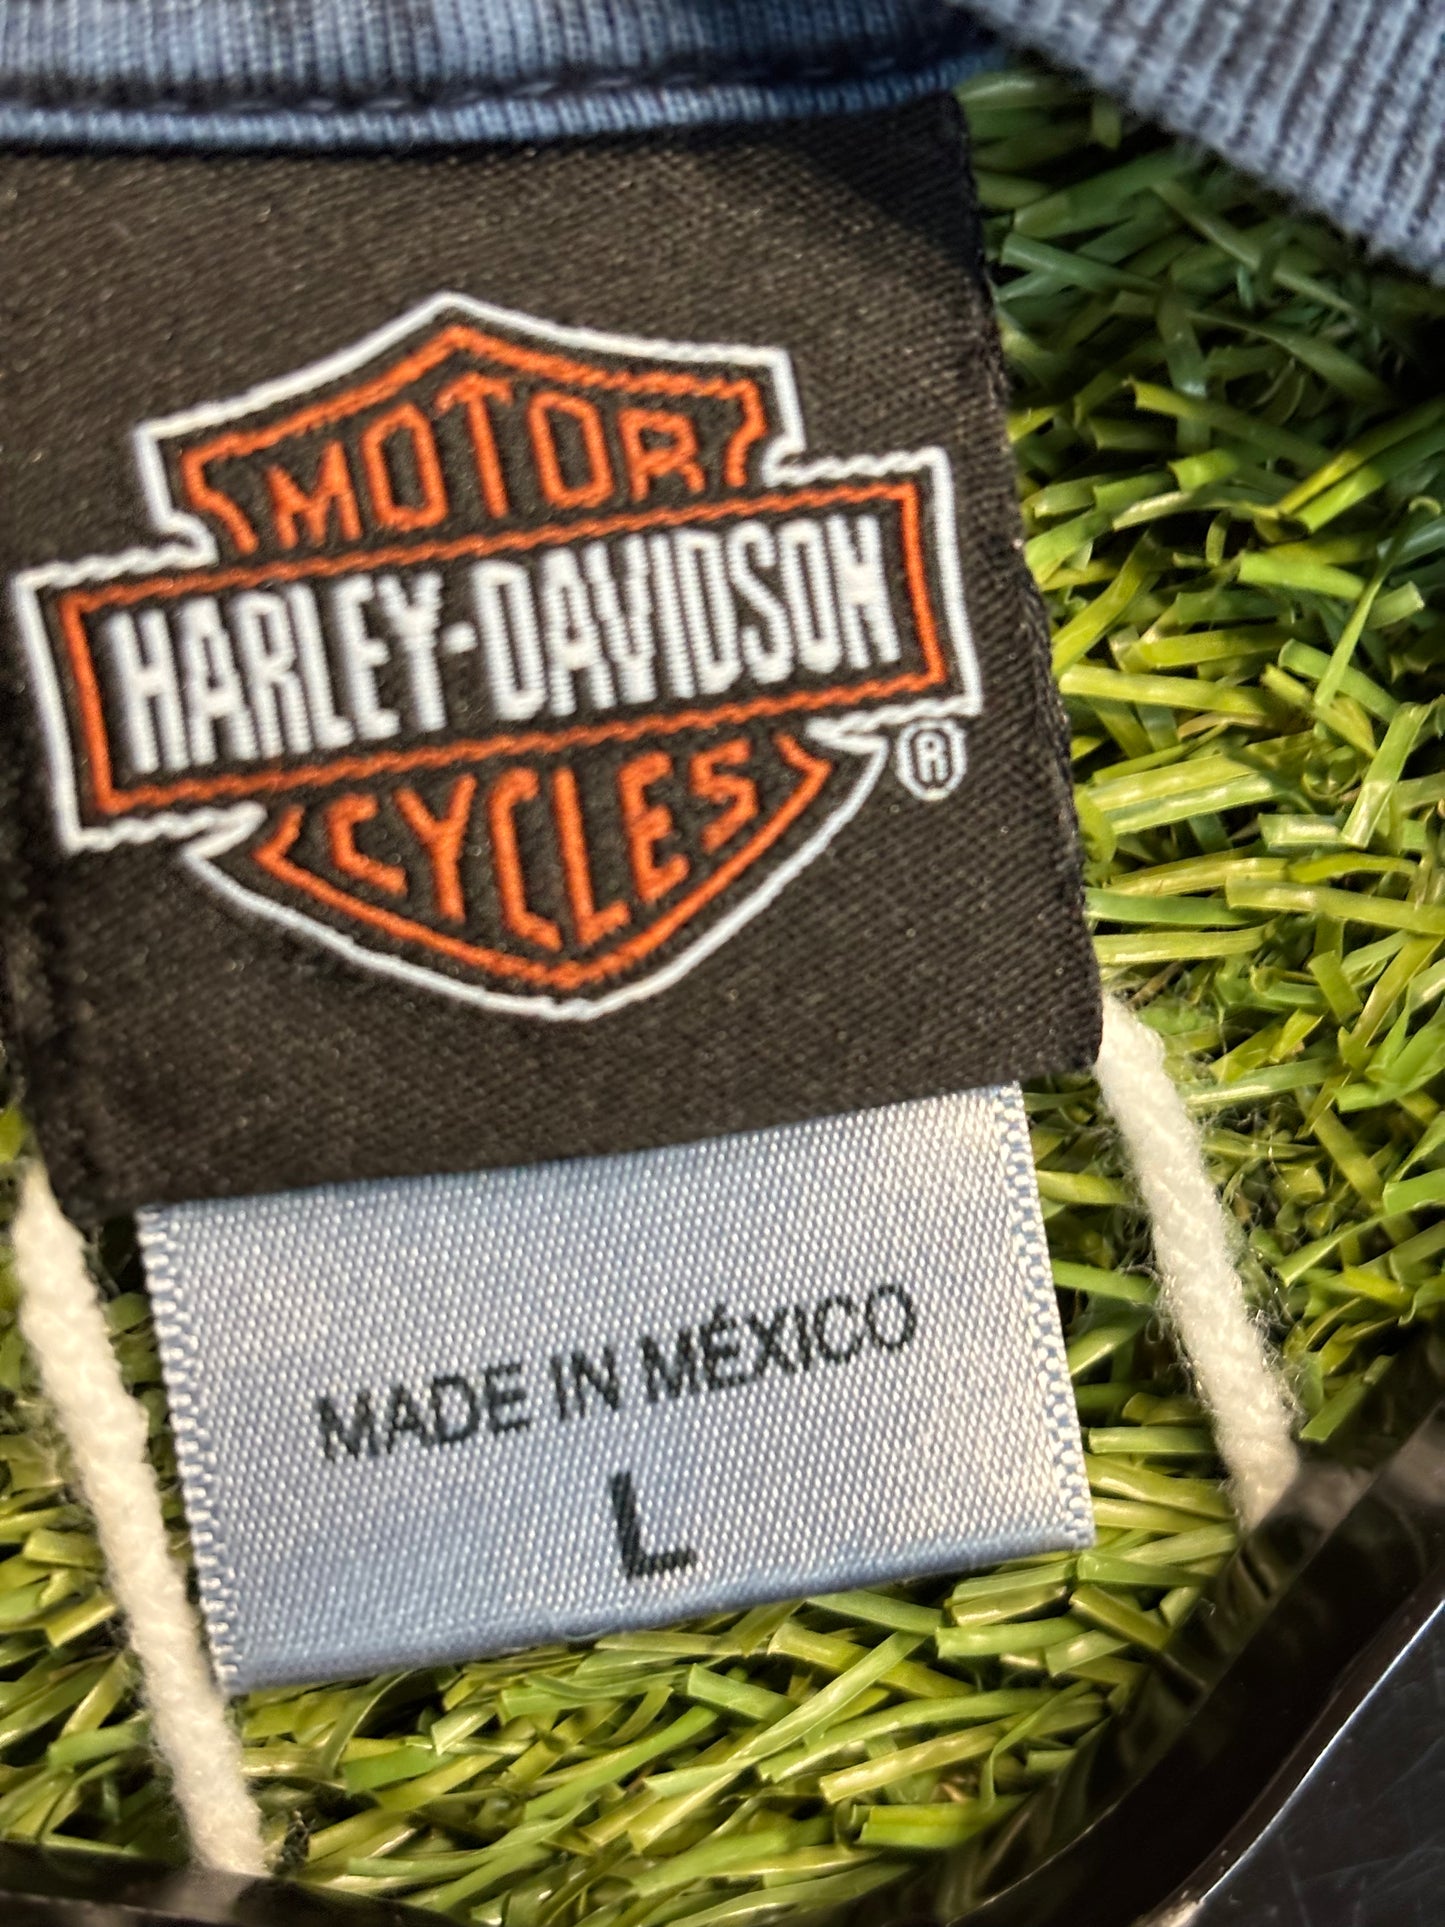 MOTOR
HARLEY-DAVIDSON
CYCLES
®
MADE IN MÉXICO
L